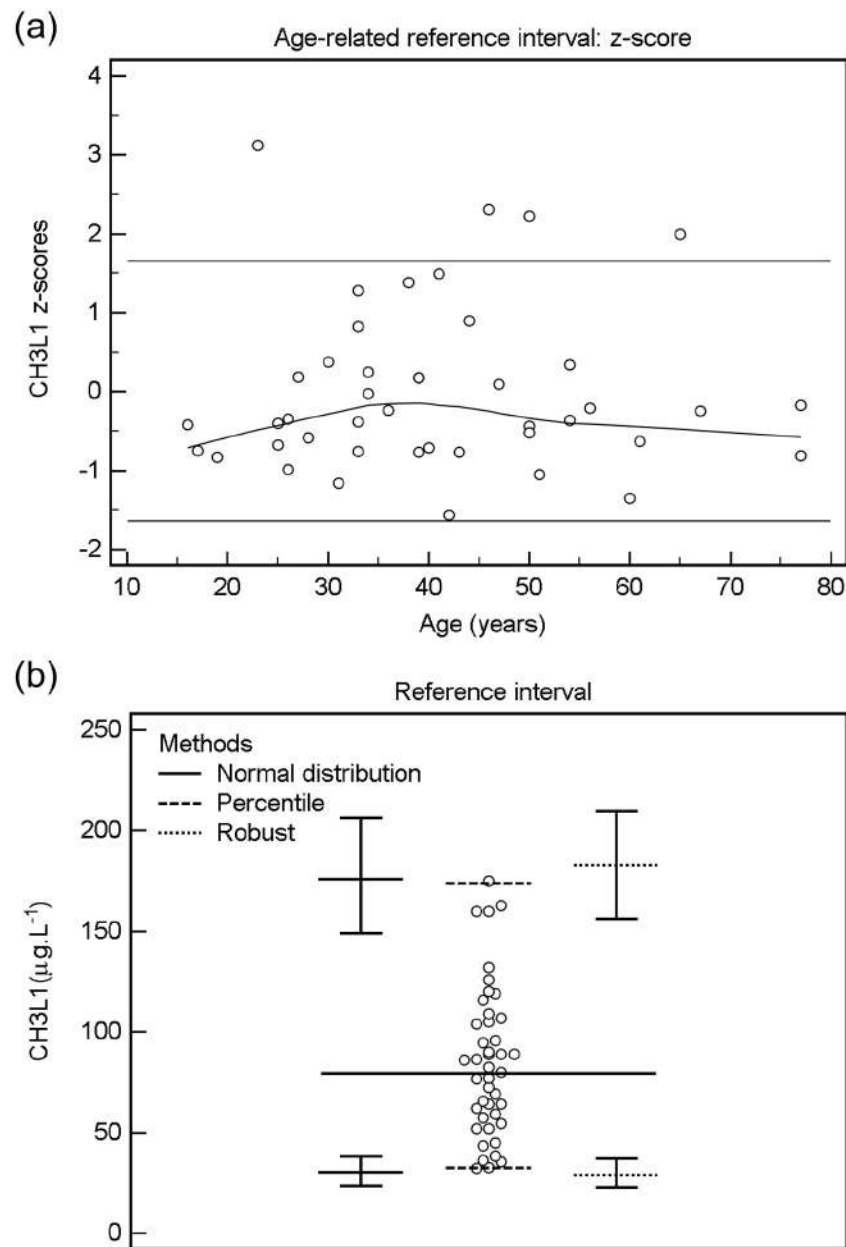 (a)
Age-related reference interval: z-score
4
3
2
1
0
-1
-2
CH3L1 z-scores
10 20 30 40 50 60 70 80
Age (years)
(b)
Reference interval
250
200
150
100
50
0
CH3L1(μg.L⁻¹)
Methods
Normal distribution
Percentile
Robust